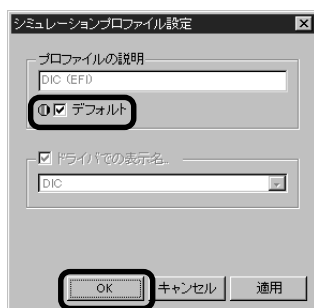 シミュレーションプロファイル設定
プロファイルの説明
DIC (EFI)
デフォルト
ドライバでの表示名..
DIC
OK キャンセル 適用